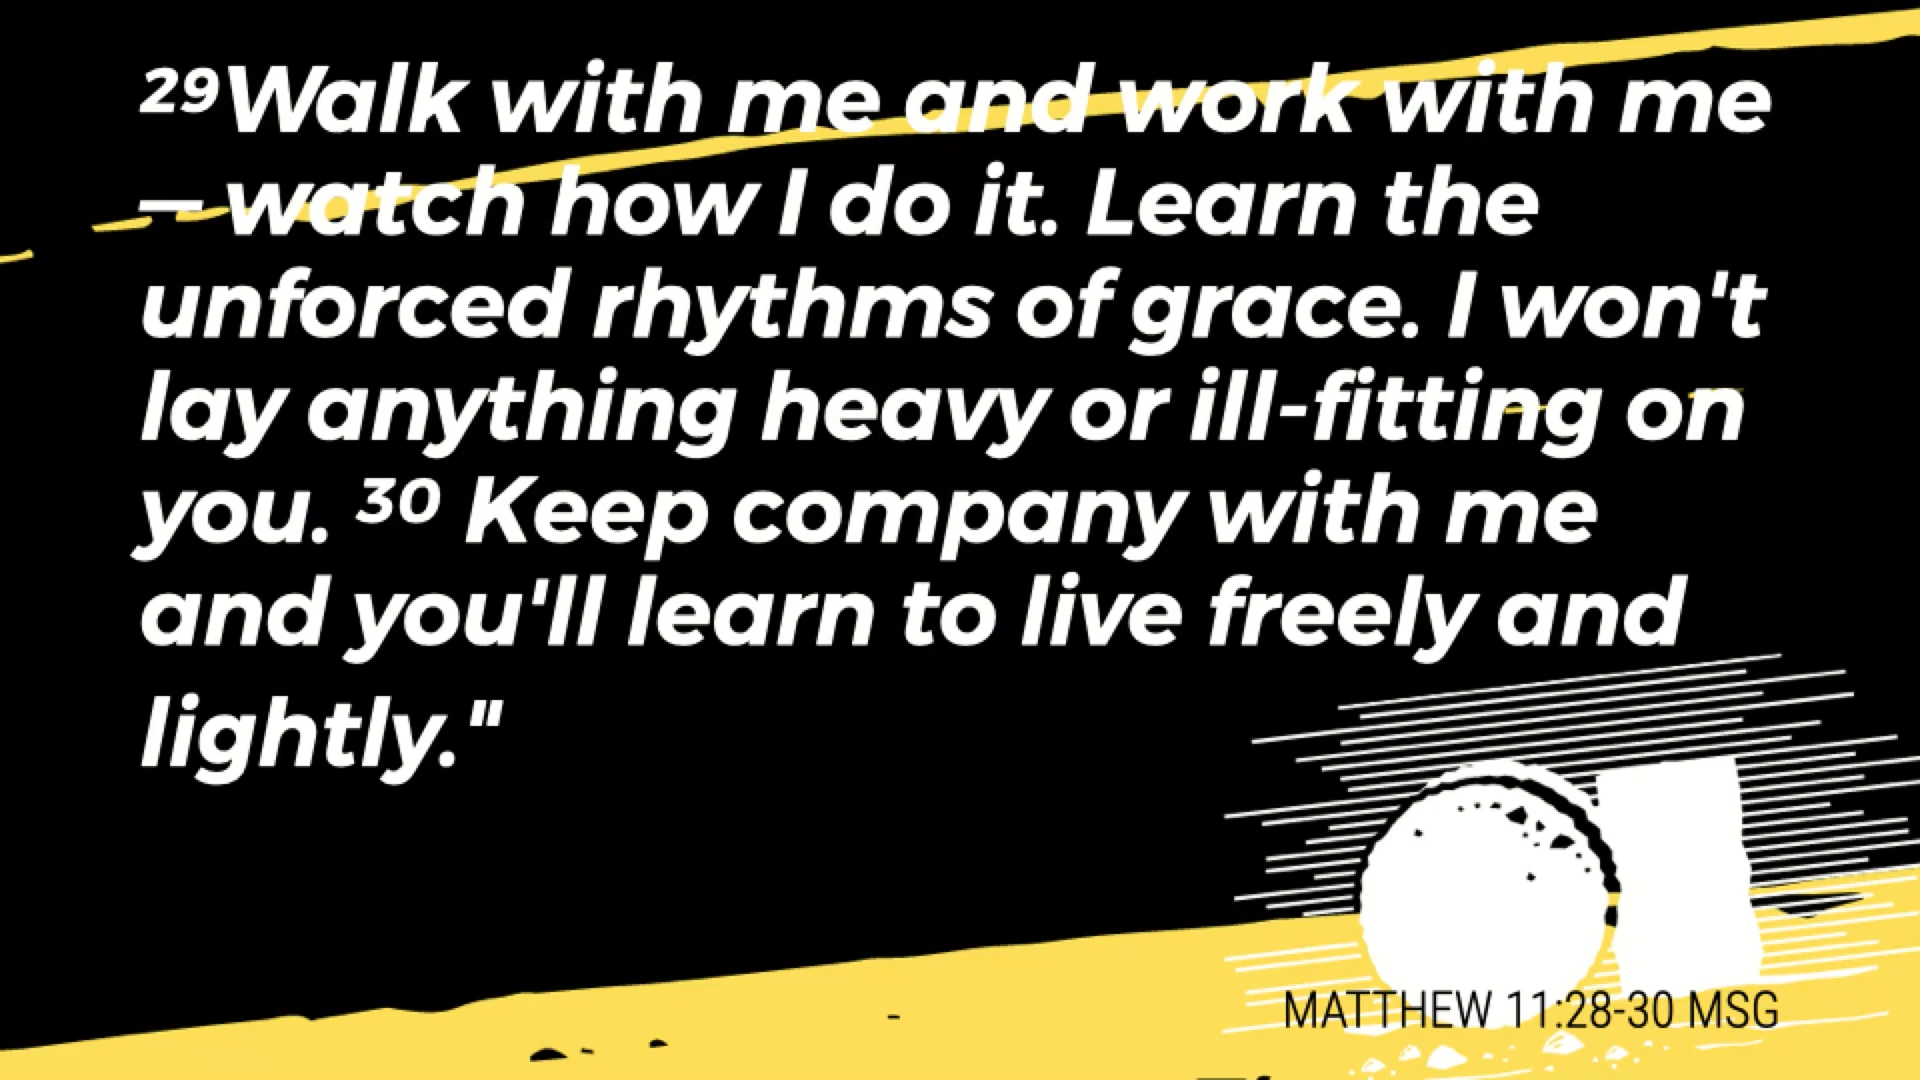 ²⁹Walk with me and work with me
—watch how I do it. Learn the
unforced rhythms of grace. I won't
lay anything heavy or ill-fitting on
you. ³⁰ Keep company with me
and you'll learn to live freely and
lightly."
MATTHEW 11:28-30 MSG